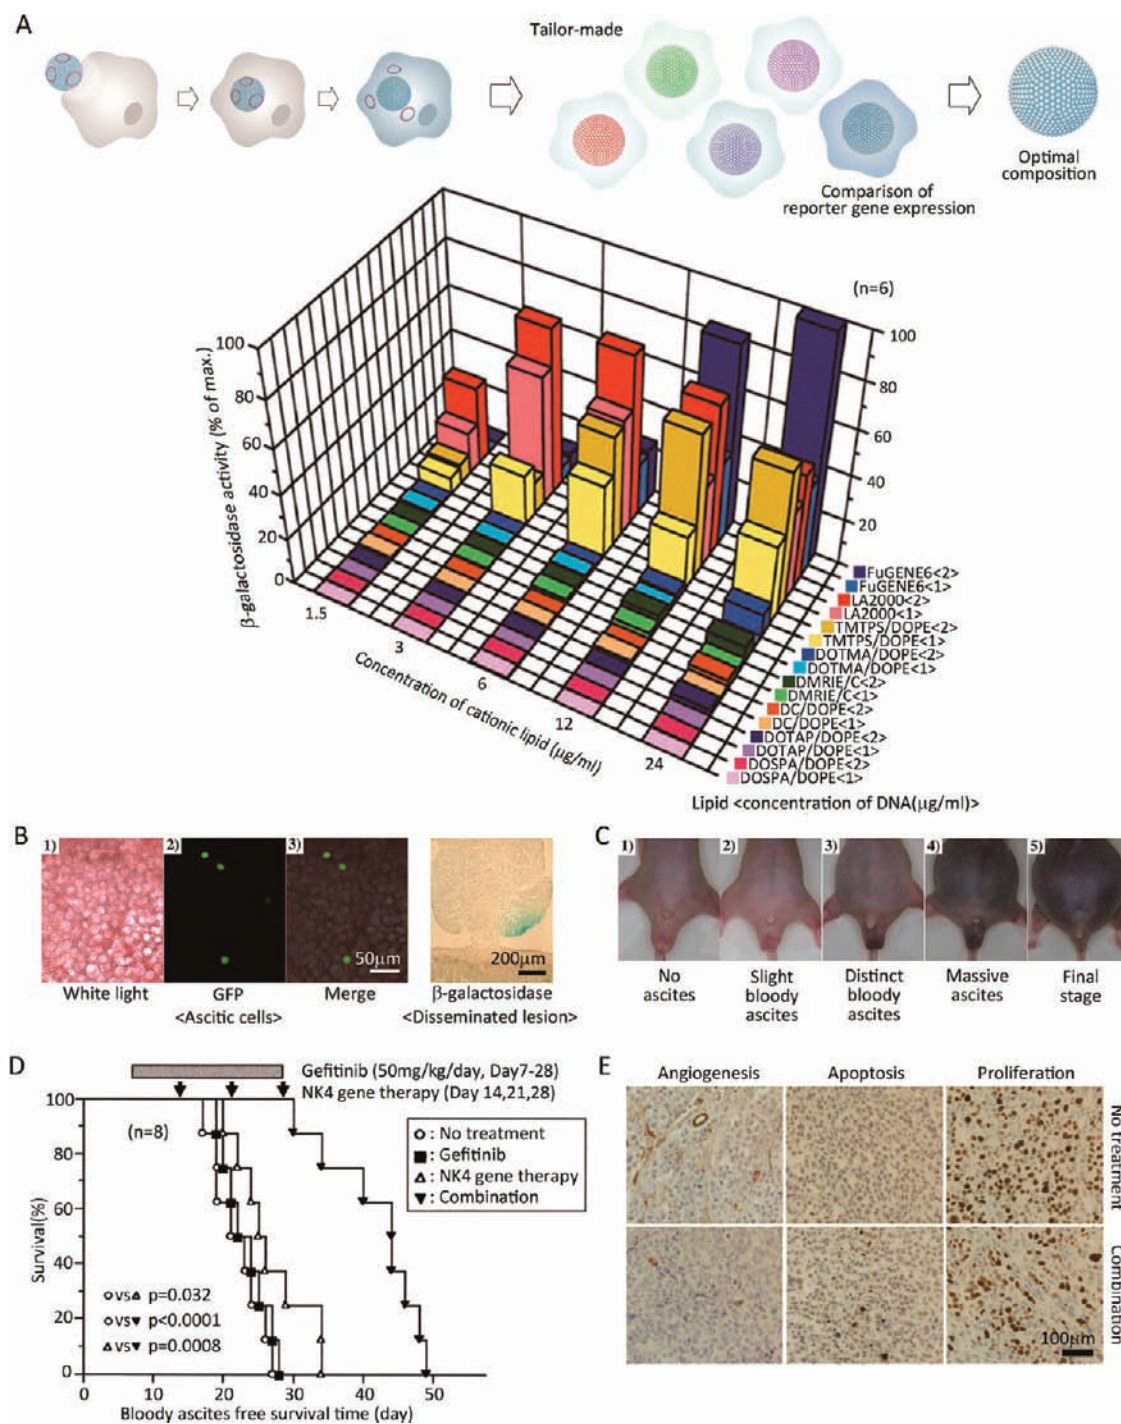 A
Tailor-made
Comparison of
reporter gene expression
Optimal
composition
(n=6)
β-galactosidase activity (% of max.)
100
80
60
40
20
0
100
80
60
40
20
1.5
3
6
12
24
Concentration of cationic lipid (μg/ml)
FuGENE6<2>
FuGENE6<1>
LA2000<2>
LA2000<1>
TMTPS/DOPE<2>
TMTPS/DOPE<1>
DOTMA/DOPE<2>
DOTMA/DOPE<1>
DMRIE/C<2>
DMRIE/C<1>
DC/DOPE<2>
DC/DOPE<1>
DOTAP/DOPE<2>
DOTAP/DOPE<1>
DOSPA/DOPE<2>
DOSPA/DOPE<1>
Lipid <concentration of DNA(μg/ml)>
B
1)
2)
3)
50μm
200μm
White light
GFP
Merge
<Ascitic cells>
β-galactosidase
<Disseminated lesion>
C
1)
2)
3)
4)
5)
No
ascites
Slight
bloody
ascites
Distinct
bloody
ascites
Massive
ascites
Final
stage
D
Gefitinib (50mg/kg/day, Day7-28)
NK4 gene therapy (Day 14,21,28)
(n=8)
: No treatment
: Gefitinib
: NK4 gene therapy
: Combination
Survival(%)
100
80
60
40
20
0
vs p=0.032
vs p<0.0001
vs p=0.0008
0
10
20
30
40
50
Bloody ascites free survival time (day)
E
Angiogenesis
Apoptosis
Proliferation
No treatment
Combination
100μm